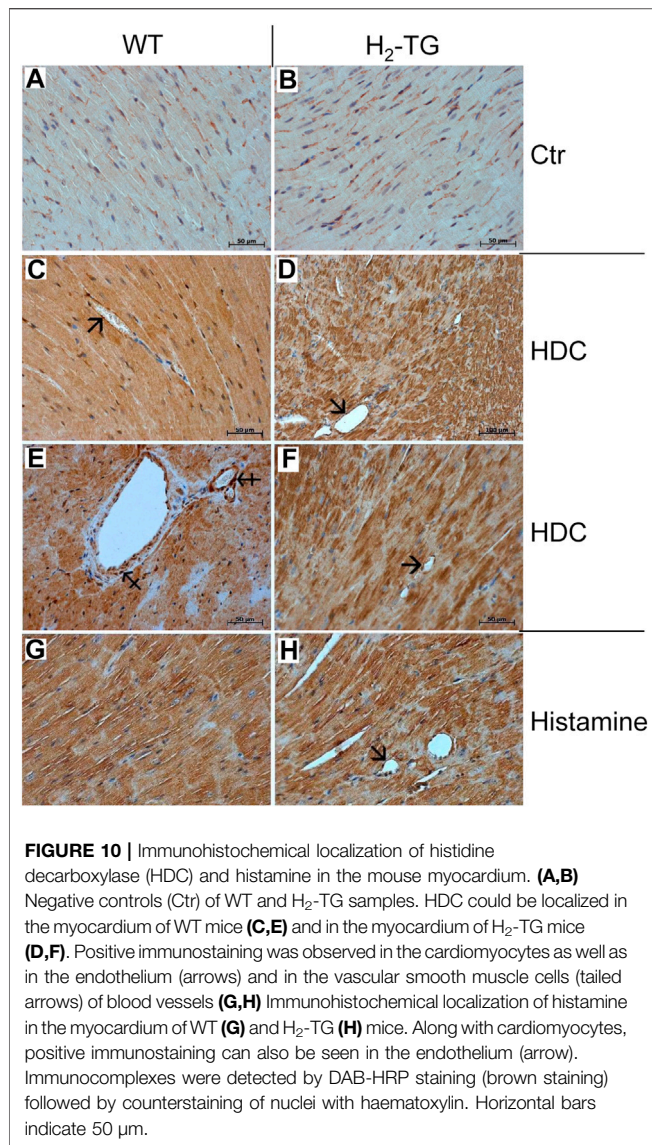 WT H₂-TG
A B
50 µm 50 µm
Ctr
C D
50 µm 100 µm
HDC
E F
50 µm 50 µm
HDC
G H
50 µm 50 µm
Histamine
FIGURE 10 | Immunohistochemical localization of histidine
decarboxylase (HDC) and histamine in the mouse myocardium. (A,B)
Negative controls (Ctr) of WT and H₂-TG samples. HDC could be localized in
the myocardium of WT mice (C,E) and in the myocardium of H₂-TG mice
(D,F). Positive immunostaining was observed in the cardiomyocytes as well as
in the endothelium (arrows) and in the vascular smooth muscle cells (tailed
arrows) of blood vessels (G,H) Immunohistochemical localization of histamine
in the myocardium of WT (G) and H₂-TG (H) mice. Along with cardiomyocytes,
positive immunostaining can also be seen in the endothelium (arrow).
Immunocomplexes were detected by DAB-HRP staining (brown staining)
followed by counterstaining of nuclei with haematoxylin. Horizontal bars
indicate 50 µm.